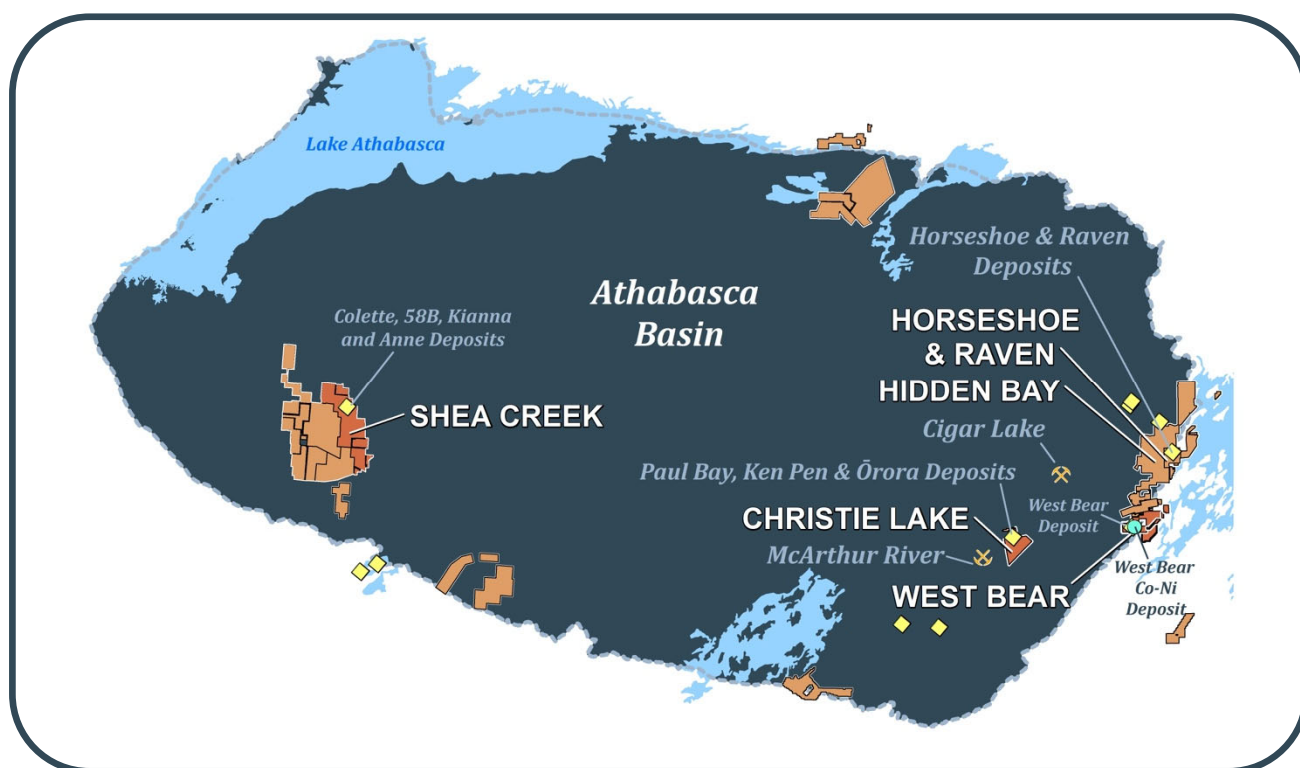 Lake Athabasca
Horseshoe & Raven
Deposits
Athabasca
Basin
Colette, 58B, Kianna
and Anne Deposits
HORSESHOE
& RAVEN
HIDDEN BAY
SHEA CREEK
Cigar Lake
Paul Bay, Ken Pen & Ōrora Deposits
West Bear
Deposit
CHRISTIE LAKE
McArthur River
West Bear
Co-Ni
Deposit
WEST BEAR